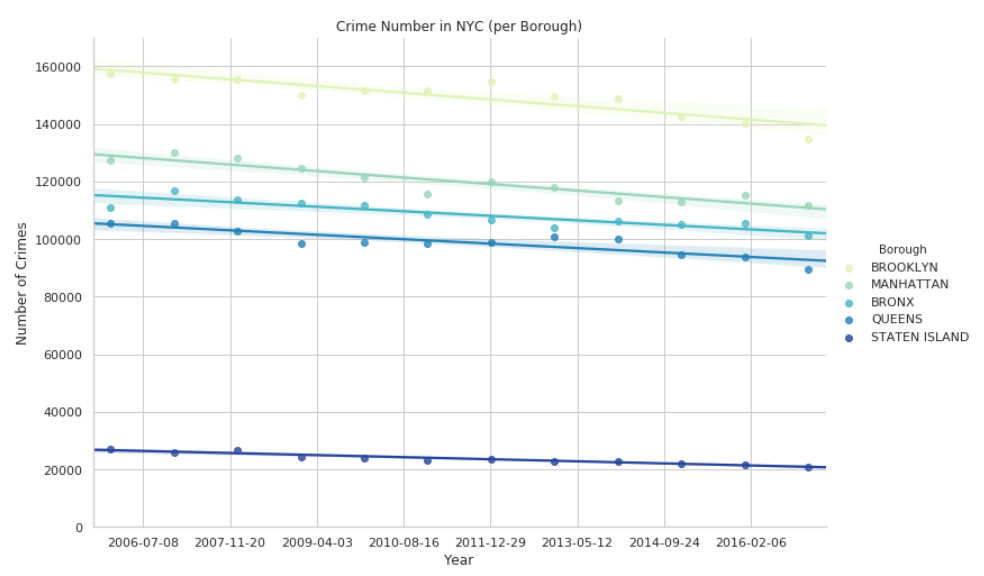 Crime Number in NYC (per Borough)
160000
140000
120000
100000
80000
60000
40000
20000
0
Number of Crimes
2006-07-08 2007-11-20 2009-04-03 2010-08-16 2011-12-29 2013-05-12 2014-09-24 2016-02-06
Year
Borough
BROOKLYN
MANHATTAN
BRONX
QUEENS
STATEN ISLAND